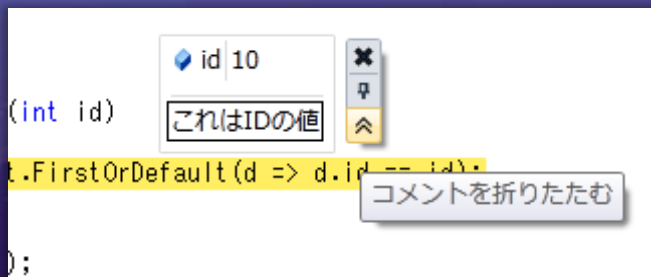 id 10
(int id)
これはIDの値
t.FirstOrDefault(d => d.id == id);
コメントを折りたたむ
);